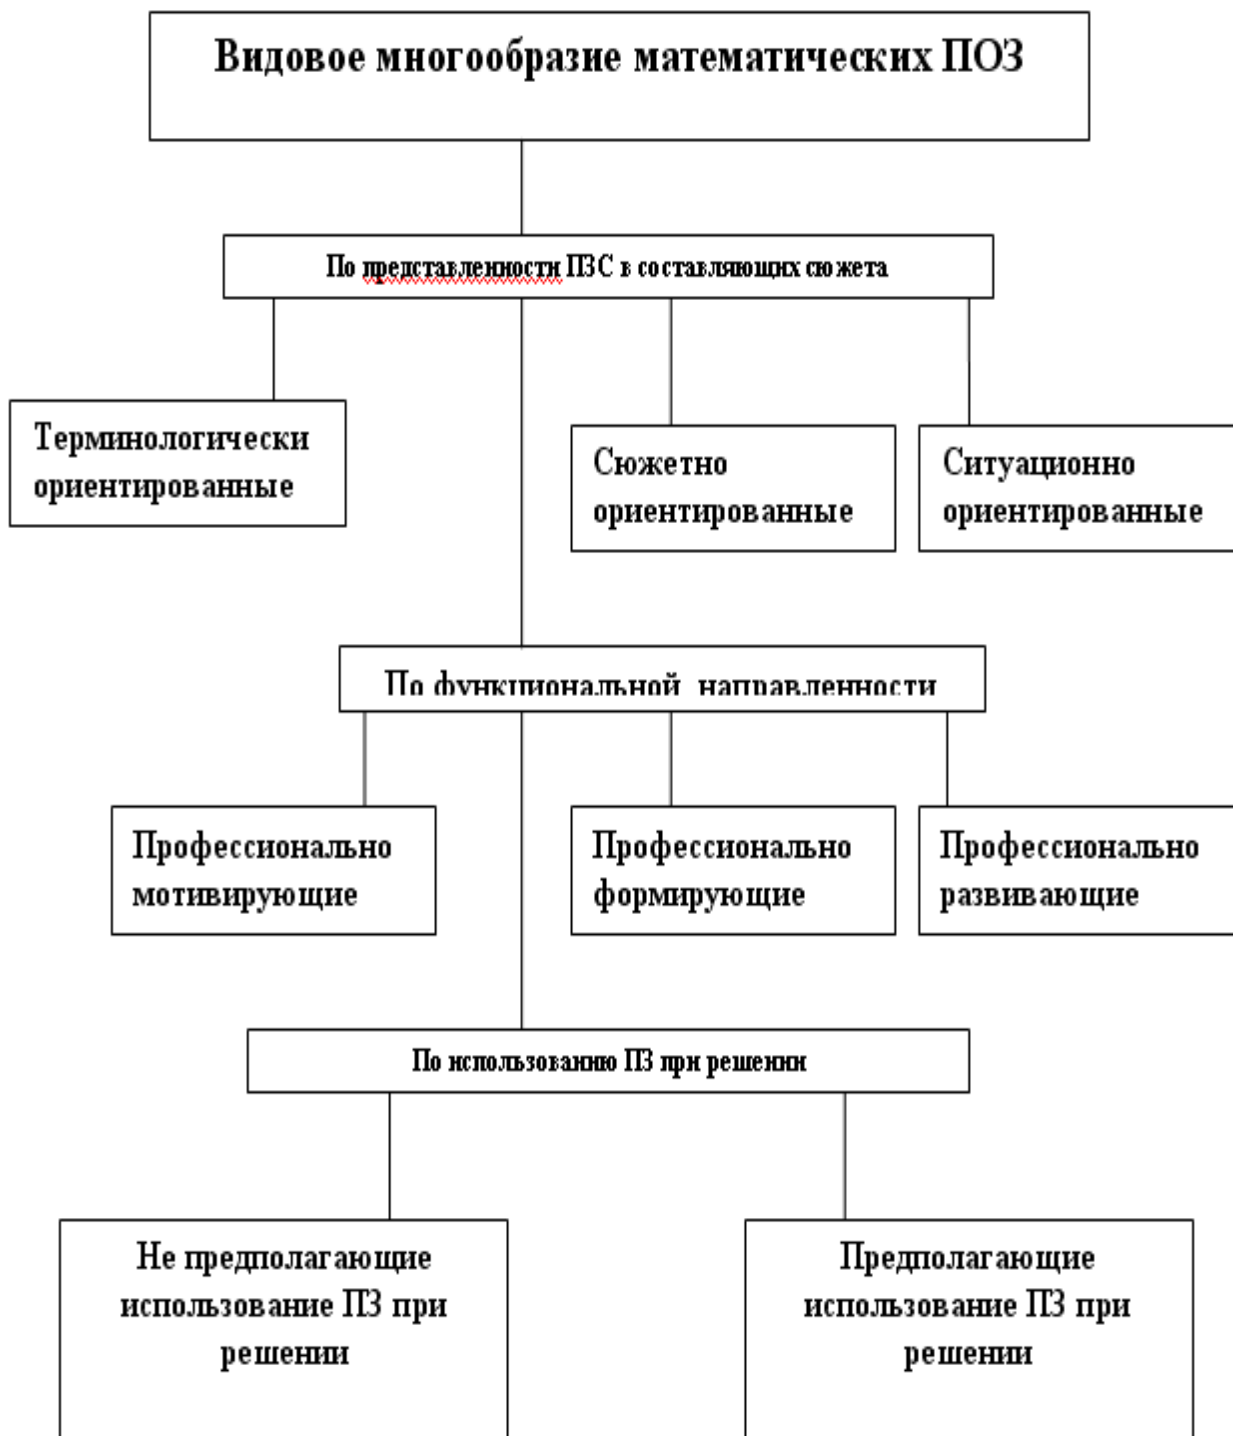 Видовое многообразие математических ПОЗ
По представленности ПЗС в составляющих сюжета
Терминологически
ориентированные
Сюжетно
ориентированные
Ситуационно
ориентированные
По функциональной направленности
Профессионально
мотивирующие
Профессионально
формирующие
Профессионально
развивающие
По использованию ПЗ при решении
Не предполагающие
использование ПЗ при
решении
Предполагающие
использование ПЗ при
решении